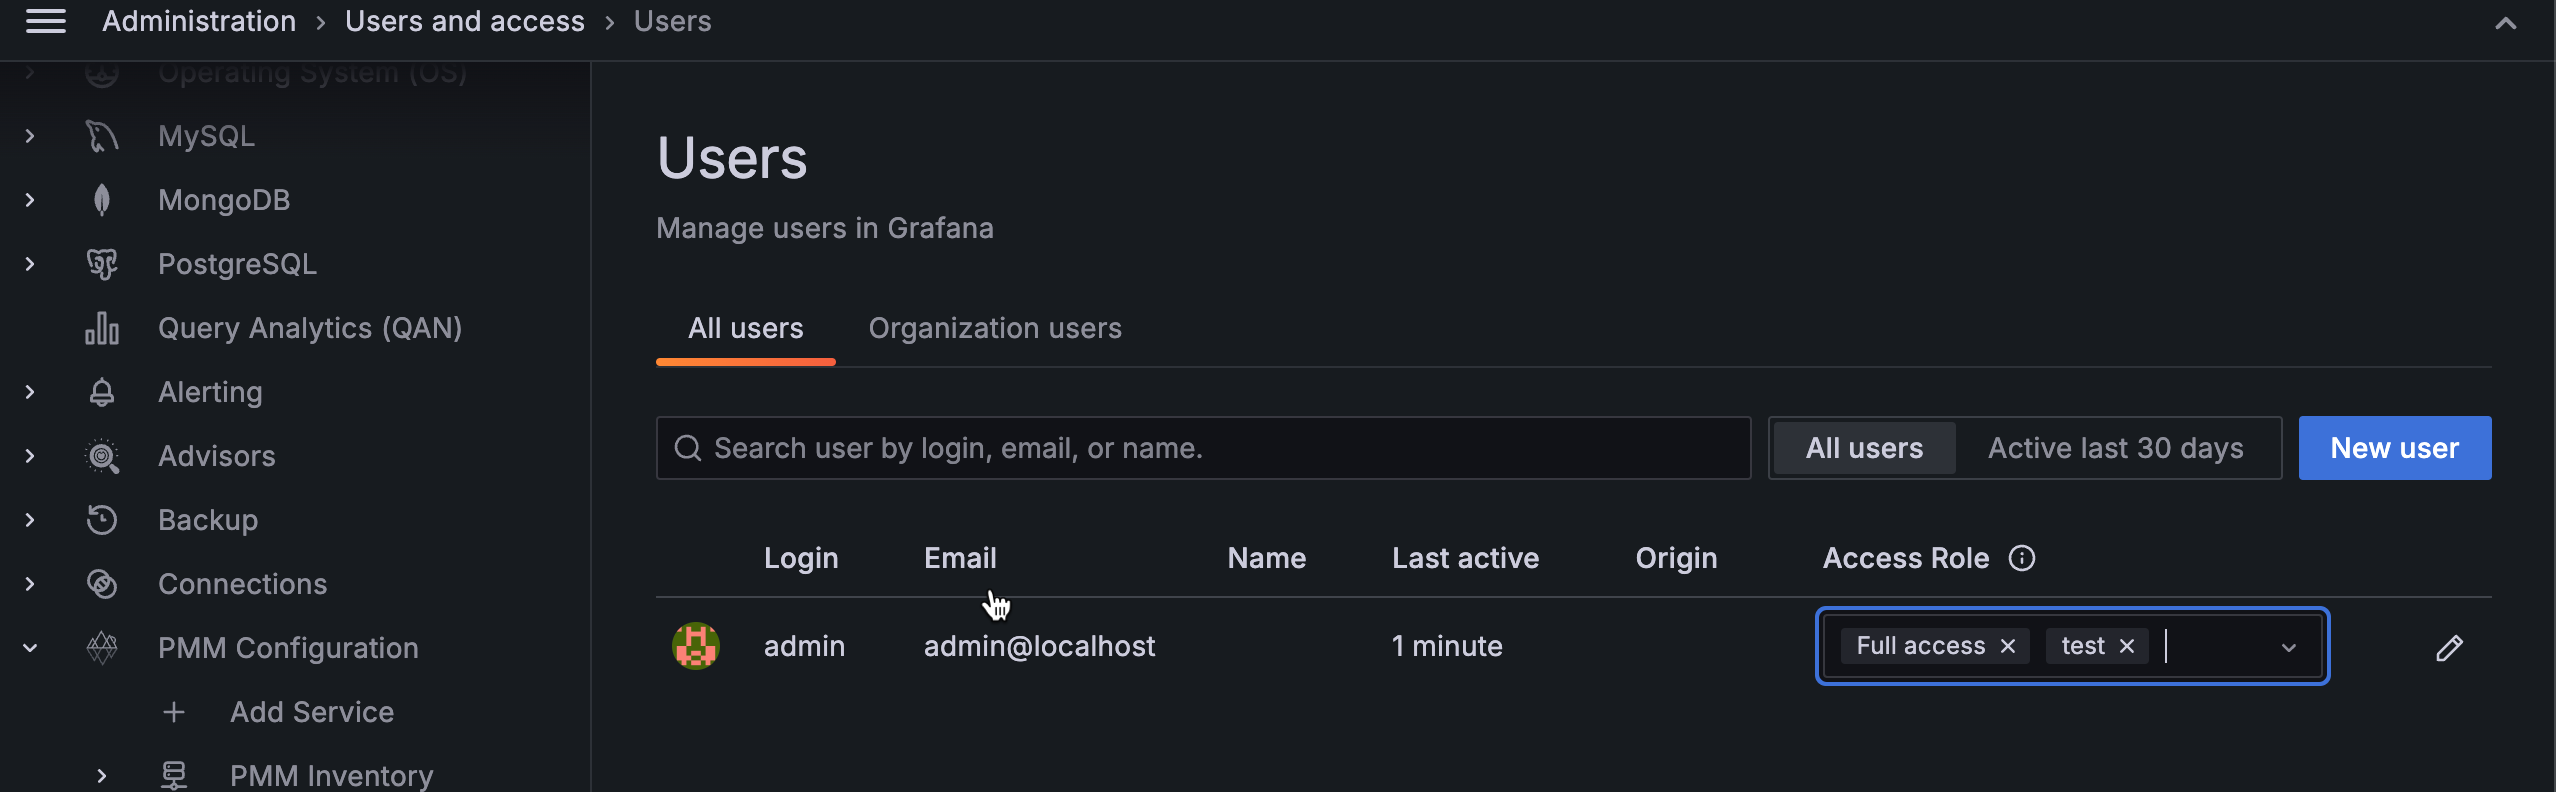 Administration › Users and access › Users
Operating System (OS)
MySQL
MongoDB
PostgreSQL
Query Analytics (QAN)
Alerting
Advisors
Backup
Connections
PMM Configuration
Add Service
PMM Inventory
Users
Manage users in Grafana
All users Organization users
Search user by login, email, or name. All users Active last 30 days New user
Login Email Name Last active Origin Access Role
admin admin@localhost 1 minute Full access test